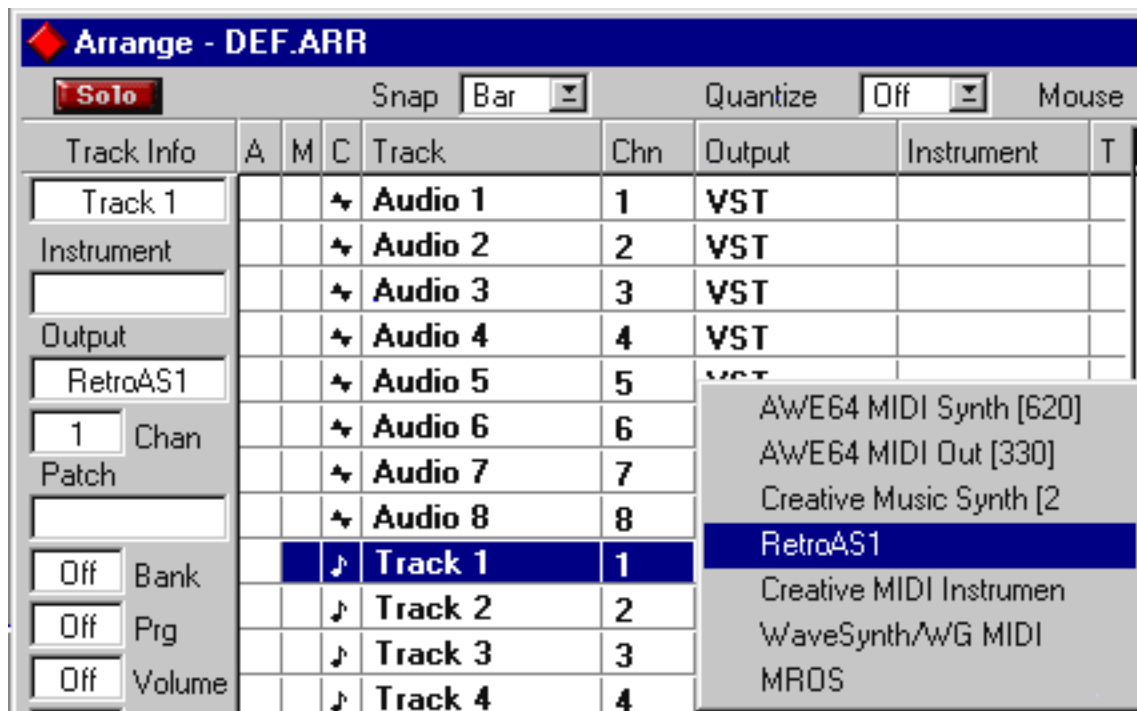 Arrange - DEF.ARR
Solo Snap Bar Quantize Off Mouse
Track Info A M C Track Chn Output Instrument T
Track 1
Instrument
Output
RetroAS1
1 Chan
Patch
Off Bank
Off Prg
Off Volume
Audio 1 1 VST
Audio 2 2 VST
Audio 3 3 VST
Audio 4 4 VST
Audio 5 5 VST
Audio 6 6
Audio 7 7
Audio 8 8
Track 1 1
Track 2 2
Track 3 3
Track 4 4
AWE64 MIDI Synth [620]
AWE64 MIDI Out [330]
Creative Music Synth [2
RetroAS1
Creative MIDI Instrumen
WaveSynth/WG MIDI
MROS